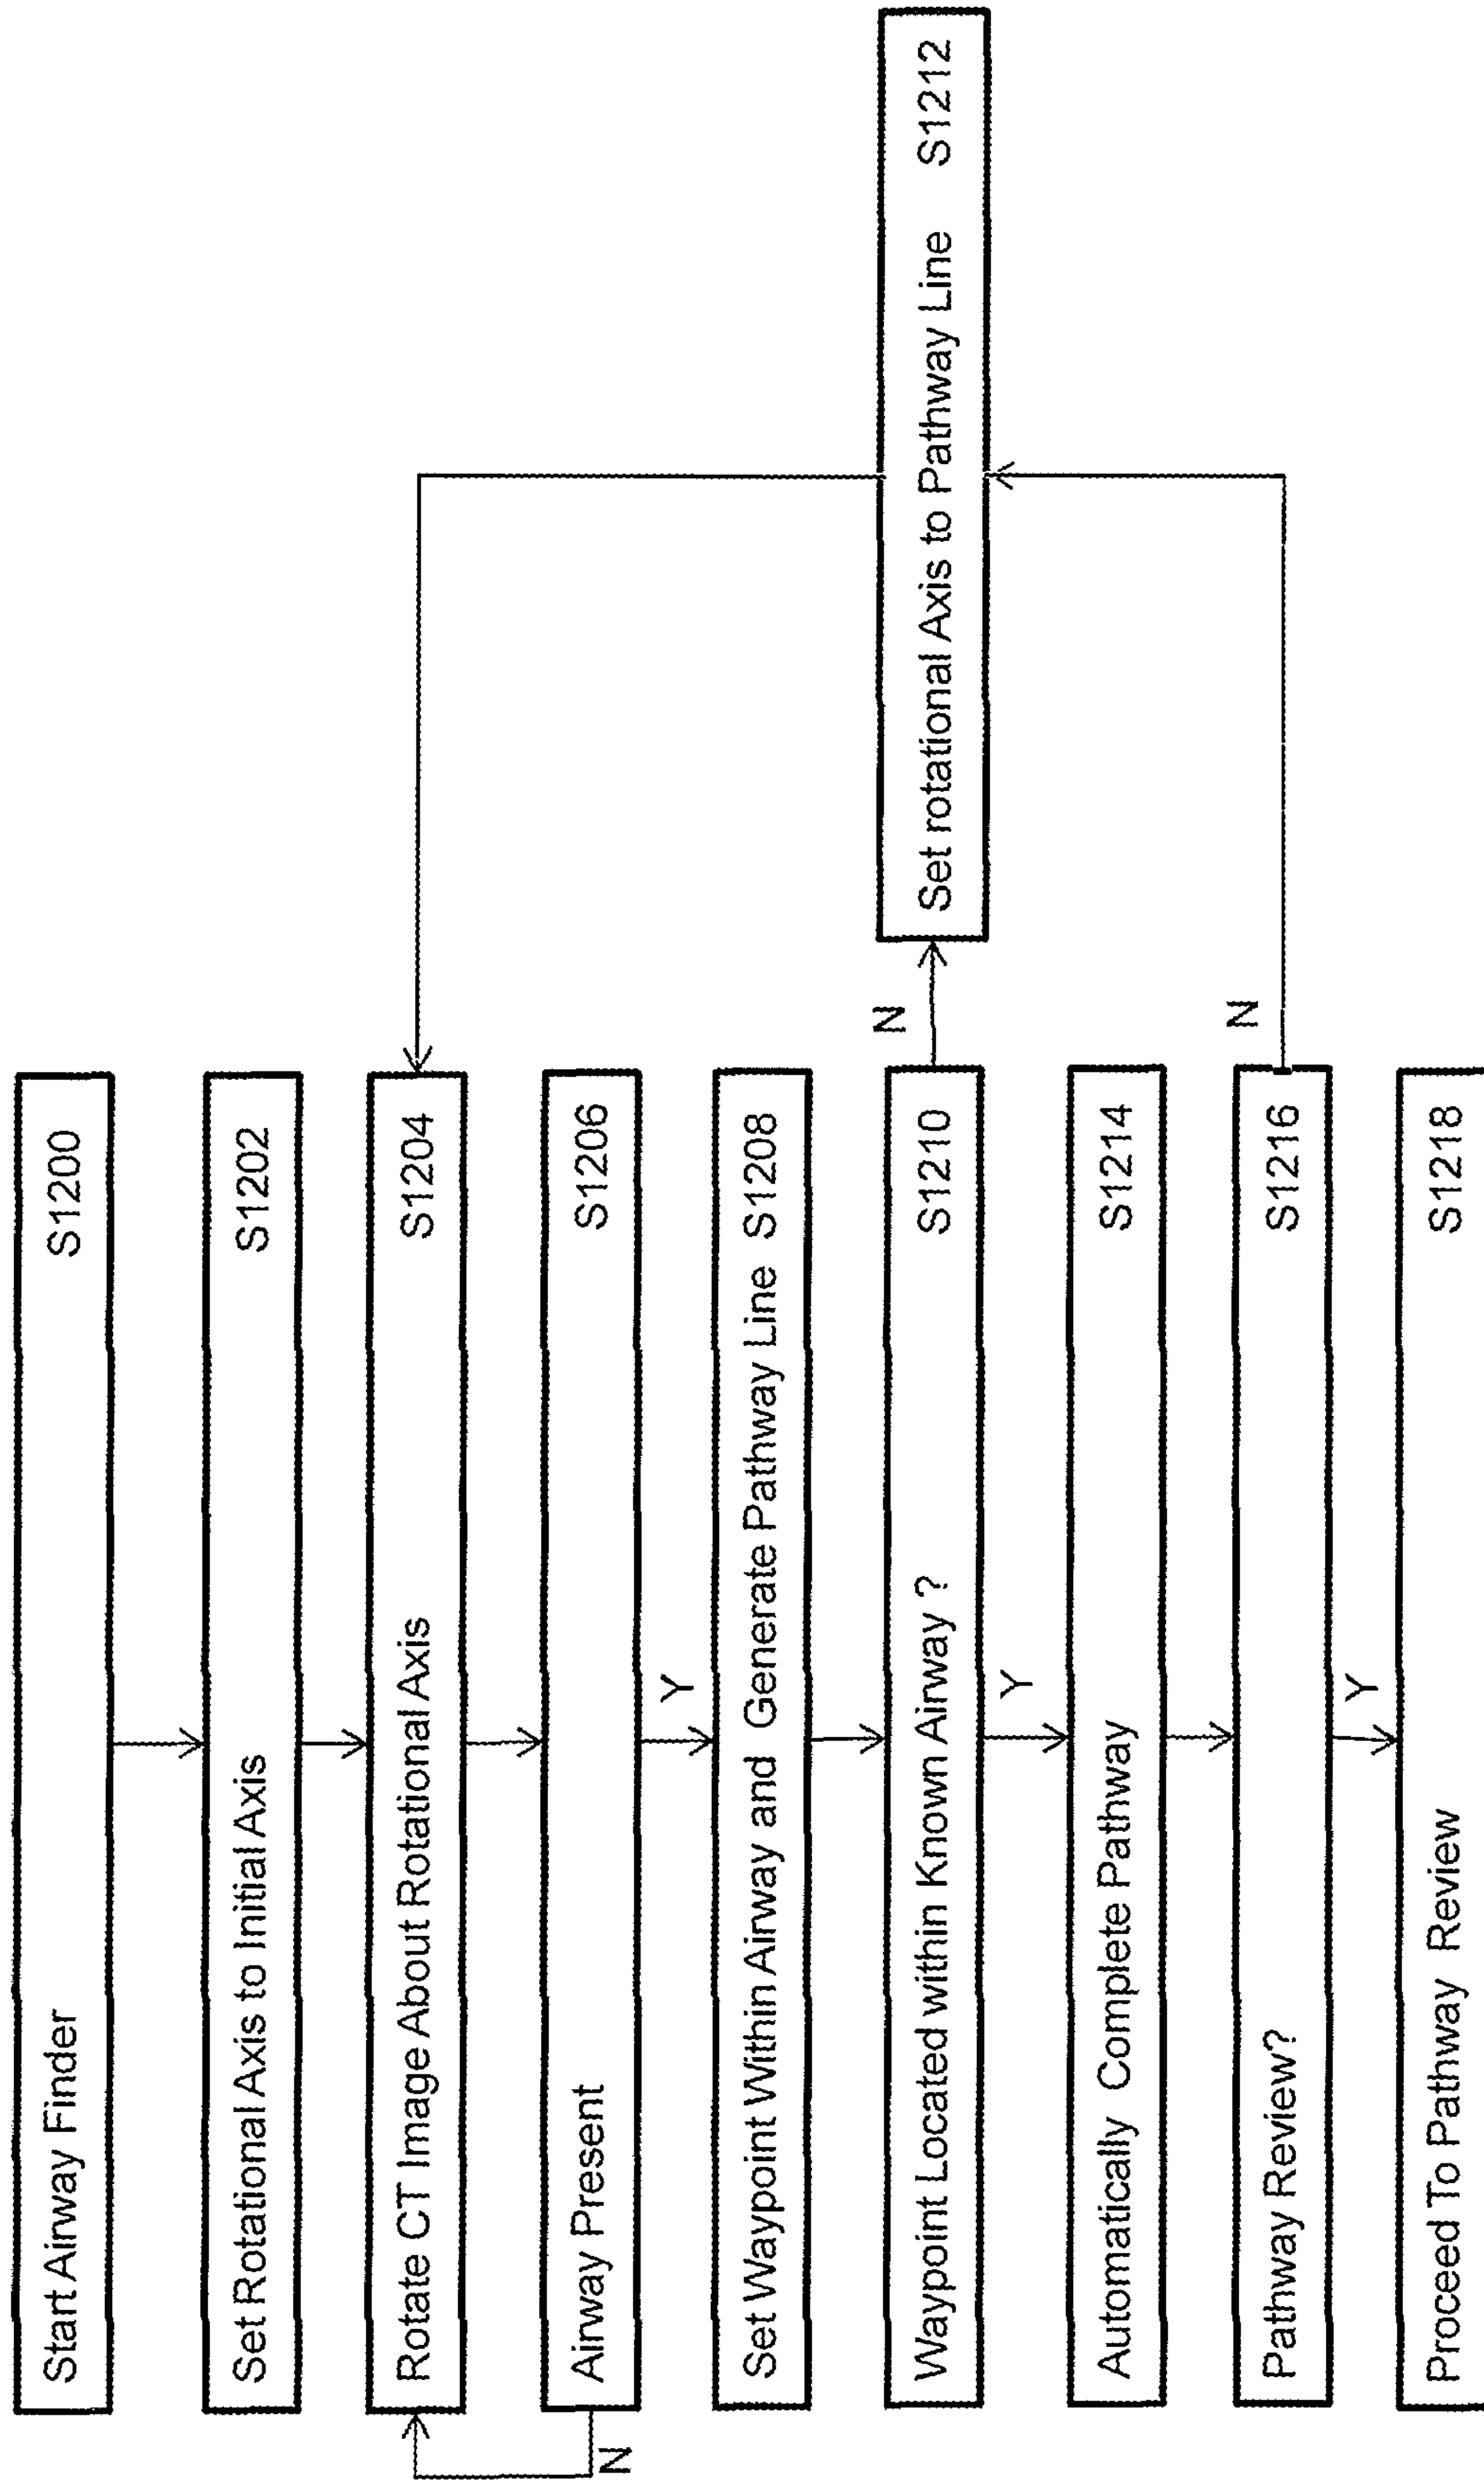 Start Airway Finder S1200
Set Rotational Axis to Initial Axis S1202
Rotate CT Image About Rotational Axis S1204
Airway Present S1206
N
Y
Set Waypoint Within Airway and Generate Pathway Line S1208
Waypoint Located within Known Airway ? S1210
N
Set rotational Axis to Pathway Line S1212
Y
Automatically Complete Pathway S1214
Pathway Review? S1216
N
Y
Proceed To Pathway Review S1218